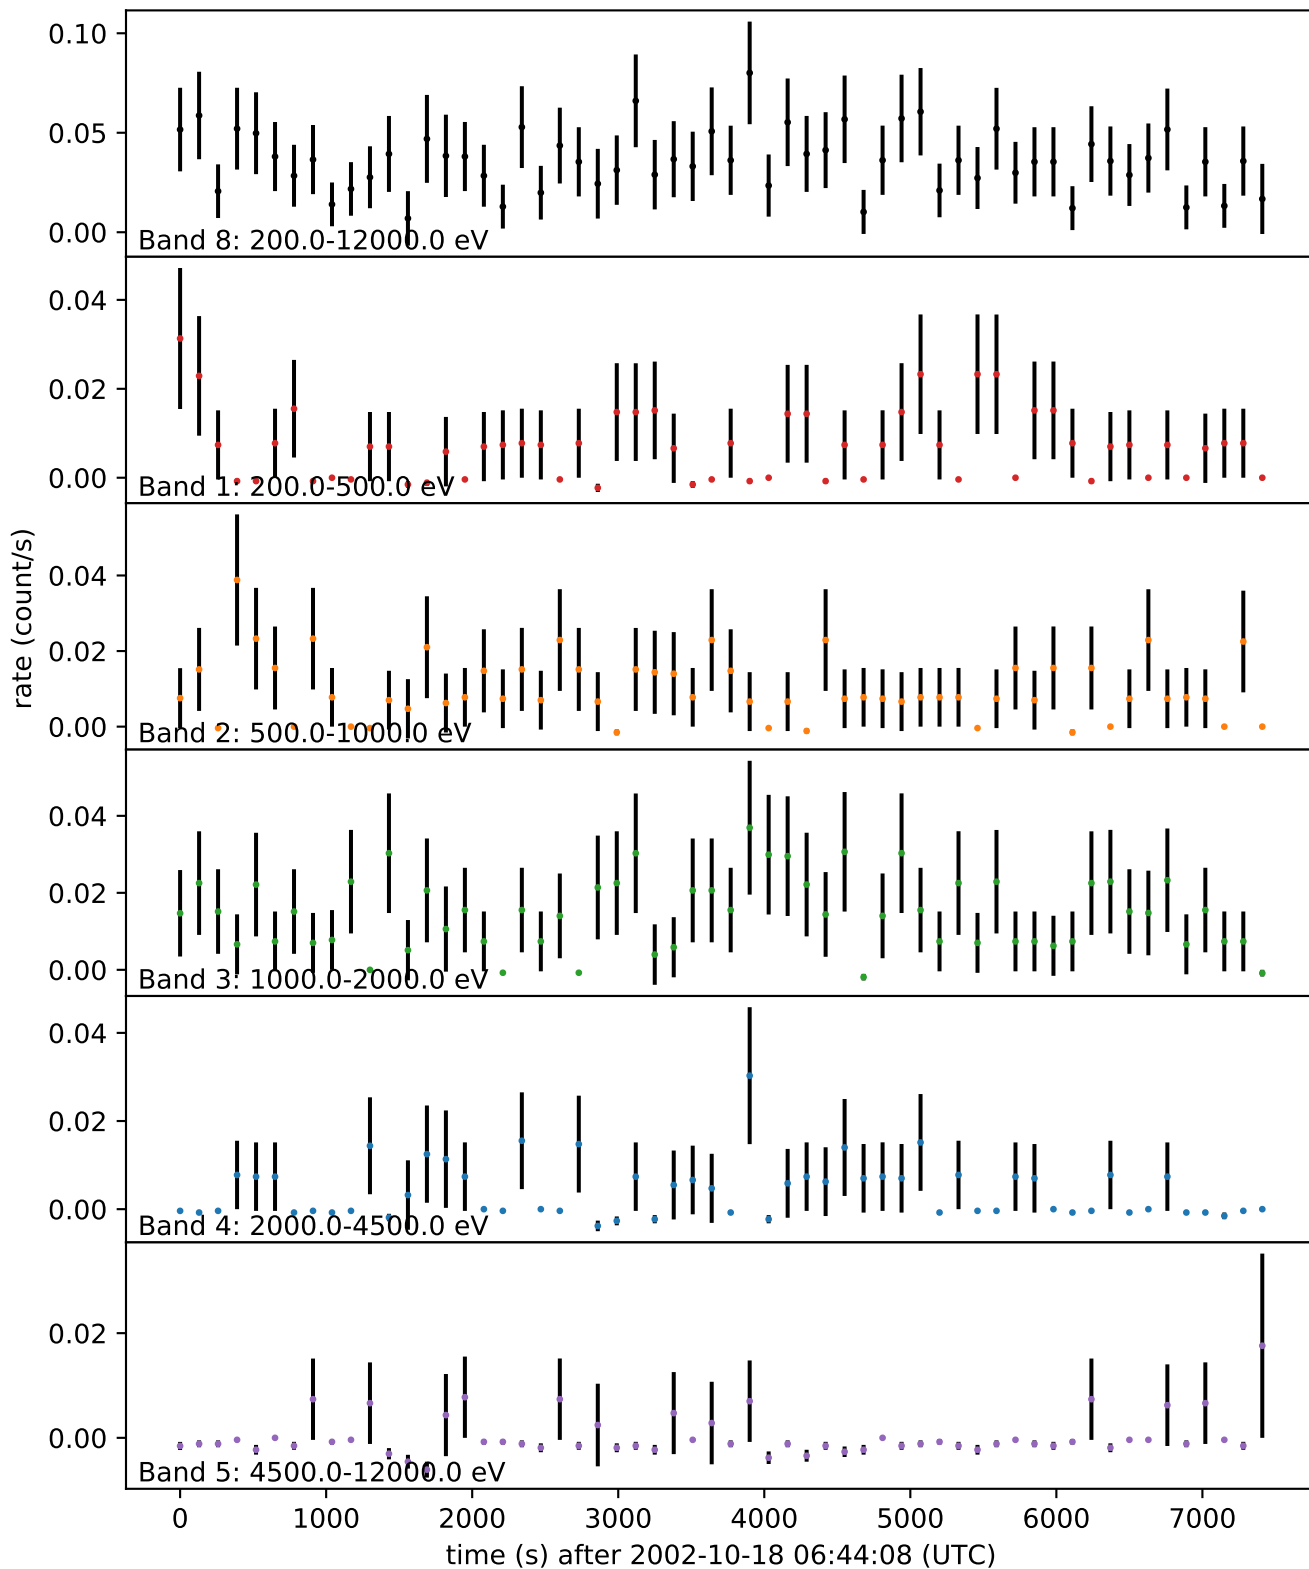 0.10
0.05
0.00
Band 8: 200.0-12000.0 eV
0.04
0.02
0.00
Band 1: 200.0-500.0 eV
rate (count/s)
0.04
0.02
0.00
Band 2: 500.0-1000.0 eV
0.04
0.02
0.00
Band 3: 1000.0-2000.0 eV
0.04
0.02
0.00
Band 4: 2000.0-4500.0 eV
0.02
0.00
Band 5: 4500.0-12000.0 eV
0 1000 2000 3000 4000 5000 6000 7000
time (s) after 2002-10-18 06:44:08 (UTC)